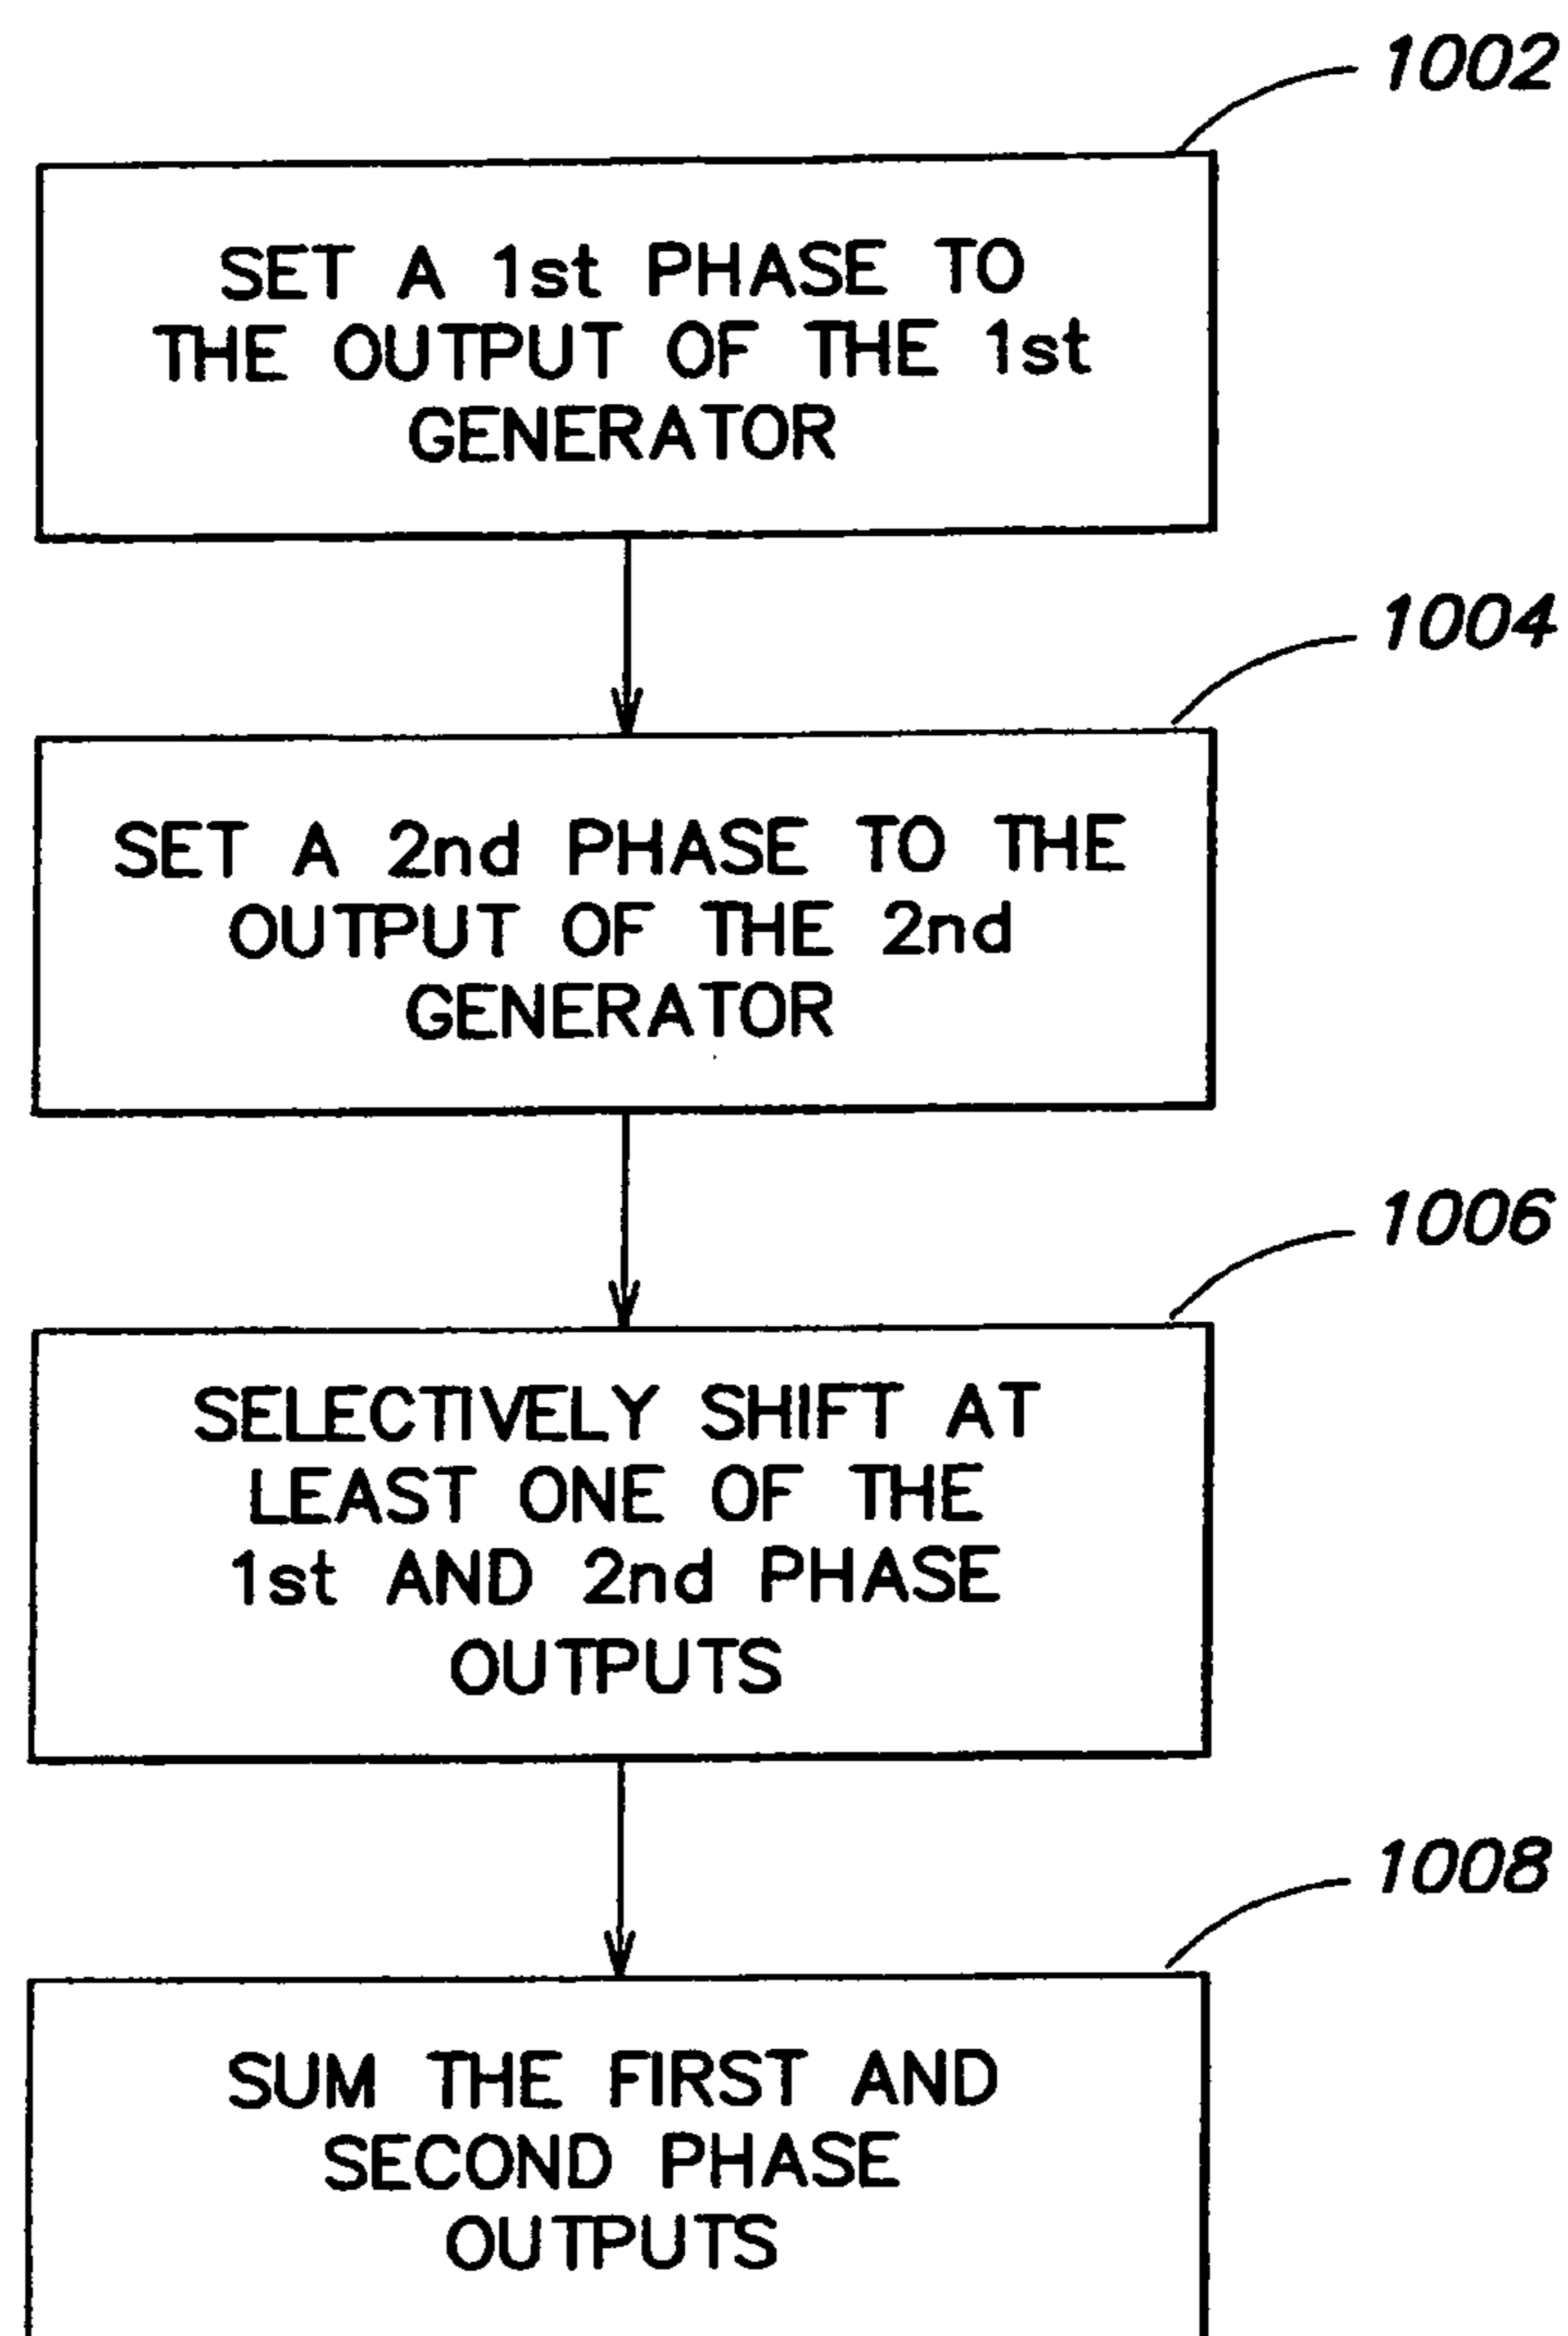 1002
SET A 1st PHASE TO
THE OUTPUT OF THE 1st
GENERATOR
1004
SET A 2nd PHASE TO THE
OUTPUT OF THE 2nd
GENERATOR
1006
SELECTIVELY SHIFT AT
LEAST ONE OF THE
1st AND 2nd PHASE
OUTPUTS
1008
SUM THE FIRST AND
SECOND PHASE
OUTPUTS